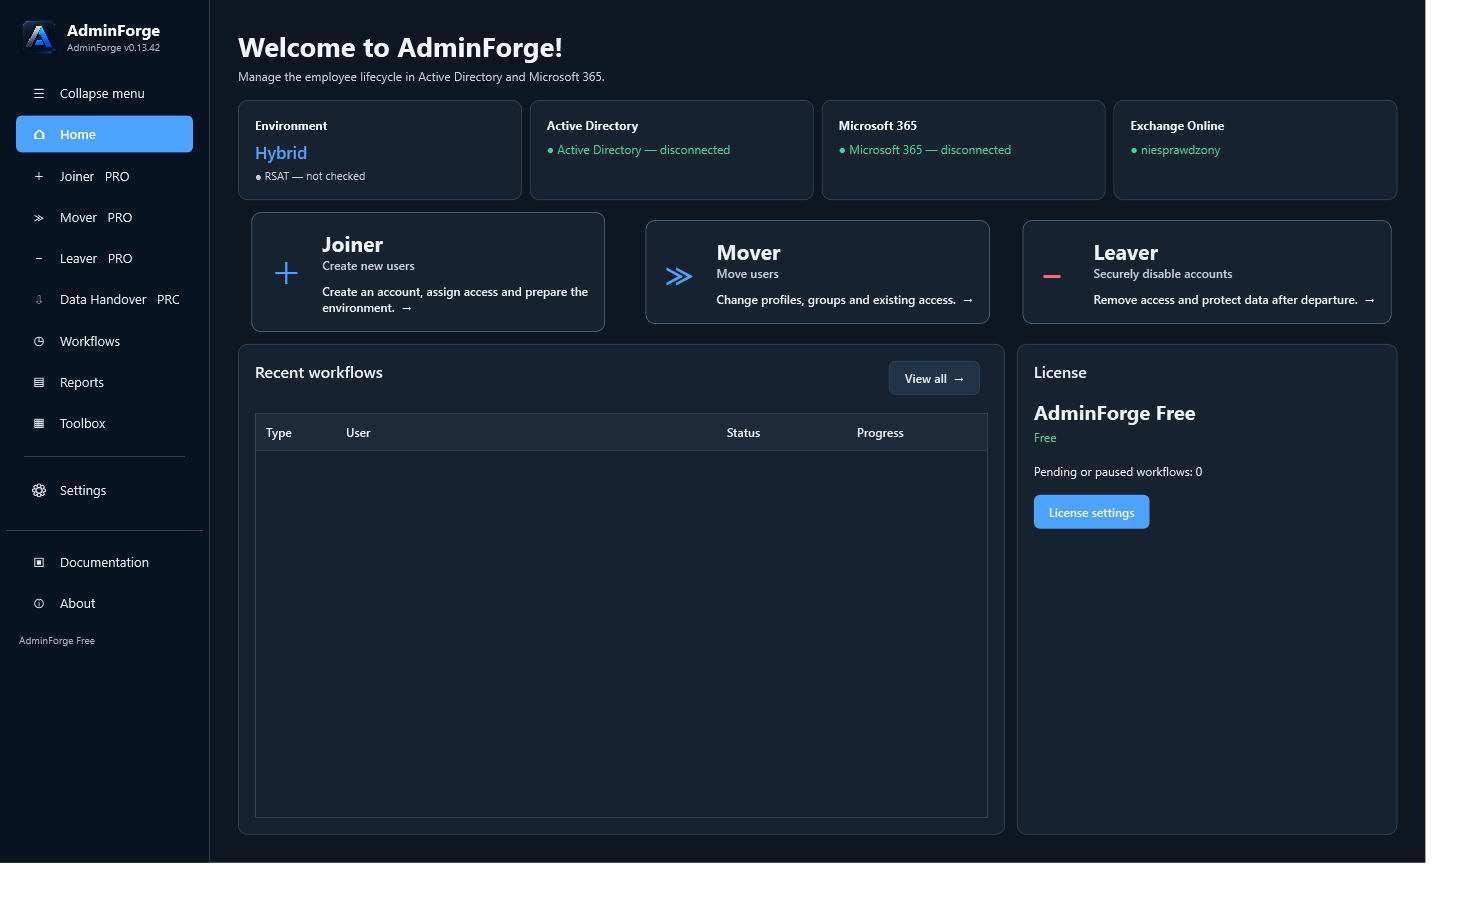 AdminForge
AdminForge v0.13.42
Collapse menu
Home
Joiner PRO
Mover PRO
Leaver PRO
Data Handover PRC
Workflows
Reports
Toolbox
Settings
Documentation
About
AdminForge Free
Welcome to AdminForge!
Manage the employee lifecycle in Active Directory and Microsoft 365.
Environment
Hybrid
● RSAT — not checked
Active Directory
● Active Directory — disconnected
Microsoft 365
● Microsoft 365 — disconnected
Exchange Online
● niesprawdzony
Joiner
Create new users
Create an account, assign access and prepare the
environment. →
Mover
Move users
Change profiles, groups and existing access. →
Leaver
Securely disable accounts
Remove access and protect data after departure. →
Recent workflows
View all →
Type User Status Progress
License
AdminForge Free
Free
Pending or paused workflows: 0
License settings